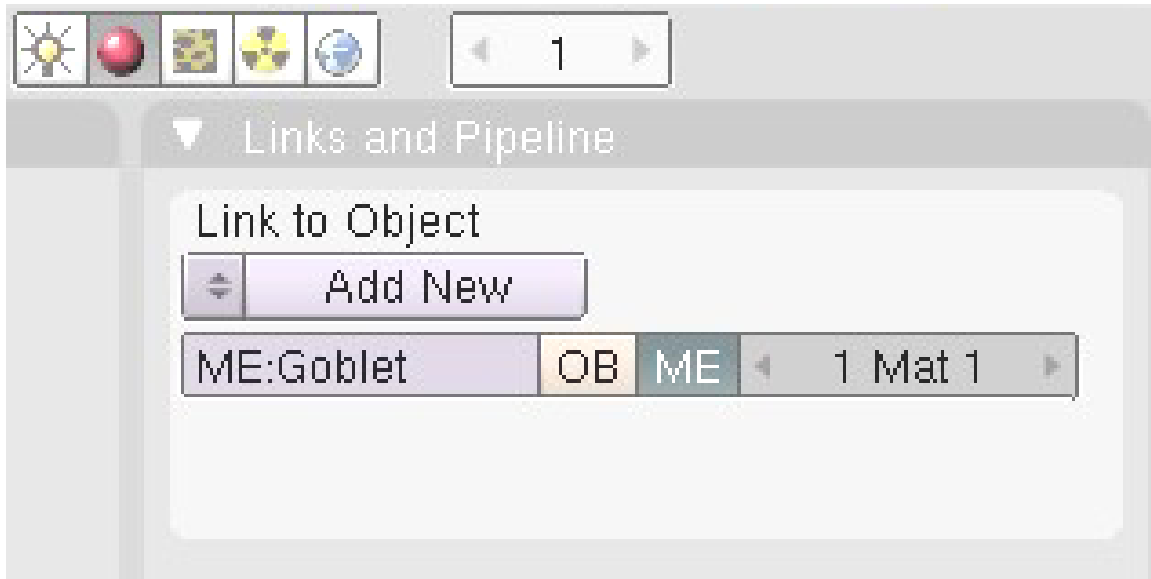 1
Links and Pipeline
Link to Object
Add New
ME:Goblet OB ME 1 Mat 1